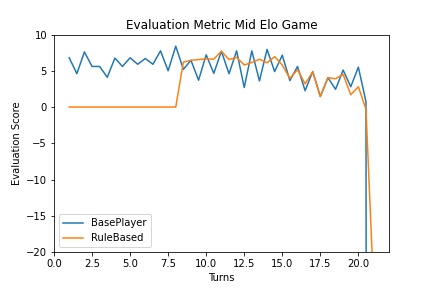 Evaluation Metric Mid Elo Game
Evaluation Score
10
5
0
−5
−10
−15
−20
BasePlayer
RuleBased
0.0 2.5 5.0 7.5 10.0 12.5 15.0 17.5 20.0
Turns